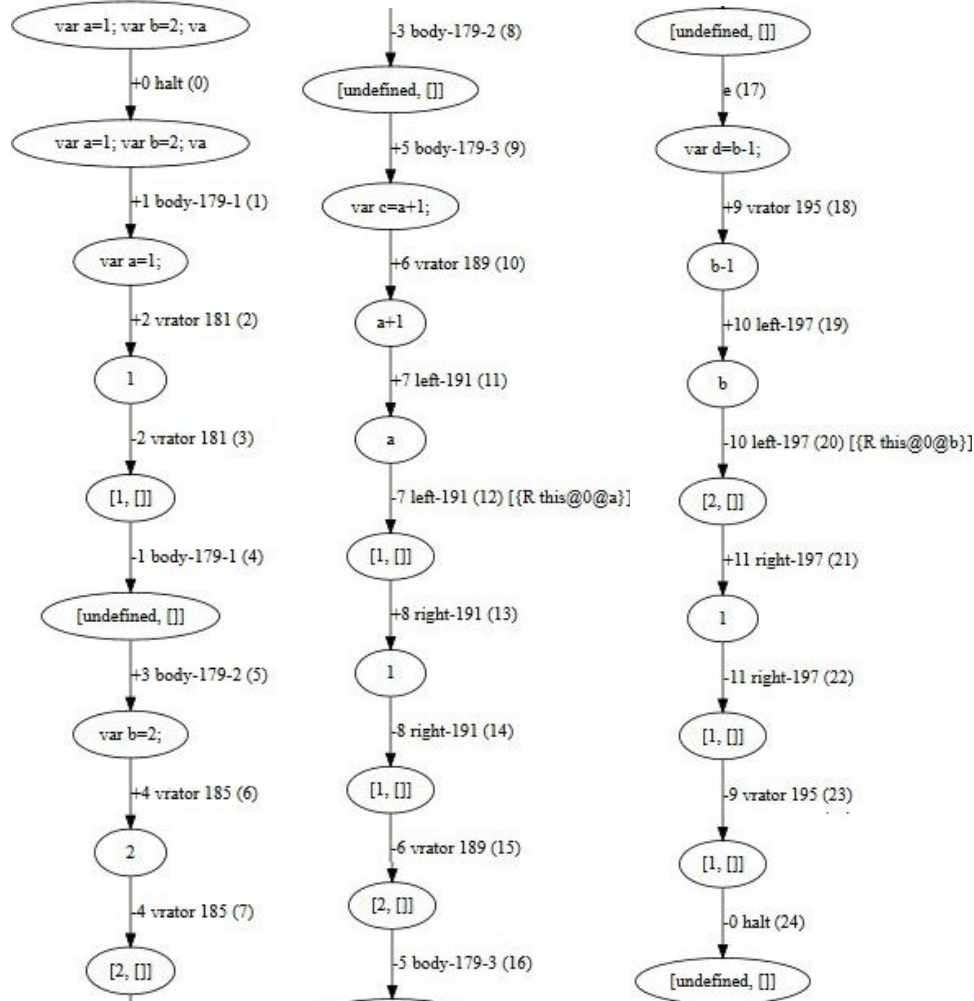 var a=1; var b=2; va
+0 halt (0)
var a=1; var b=2; va
+1 body-179-1 (1)
var a=1;
+2 vrator 181 (2)
1
-2 vrator 181 (3)
[1, []]
-1 body-179-1 (4)
[undefined, []]
+3 body-179-2 (5)
var b=2;
+4 vrator 185 (6)
2
-4 vrator 185 (7)
[2, []]
-3 body-179-2 (8)
[undefined, []]
+5 body-179-3 (9)
var c=a+1;
+6 vrator 189 (10)
a+1
+7 left-191 (11)
a
-7 left-191 (12) [{R this@0@a}]
[1, []]
+8 right-191 (13)
1
-8 right-191 (14)
[1, []]
-6 vrator 189 (15)
[2, []]
-5 body-179-3 (16)
[undefined, []]
e (17)
var d=b-1;
+9 vrator 195 (18)
b-1
+10 left-197 (19)
b
-10 left-197 (20) [{R this@0@b}]
[2, []]
+11 right-197 (21)
1
-11 right-197 (22)
[1, []]
-9 vrator 195 (23)
[1, []]
-0 halt (24)
[undefined, []]